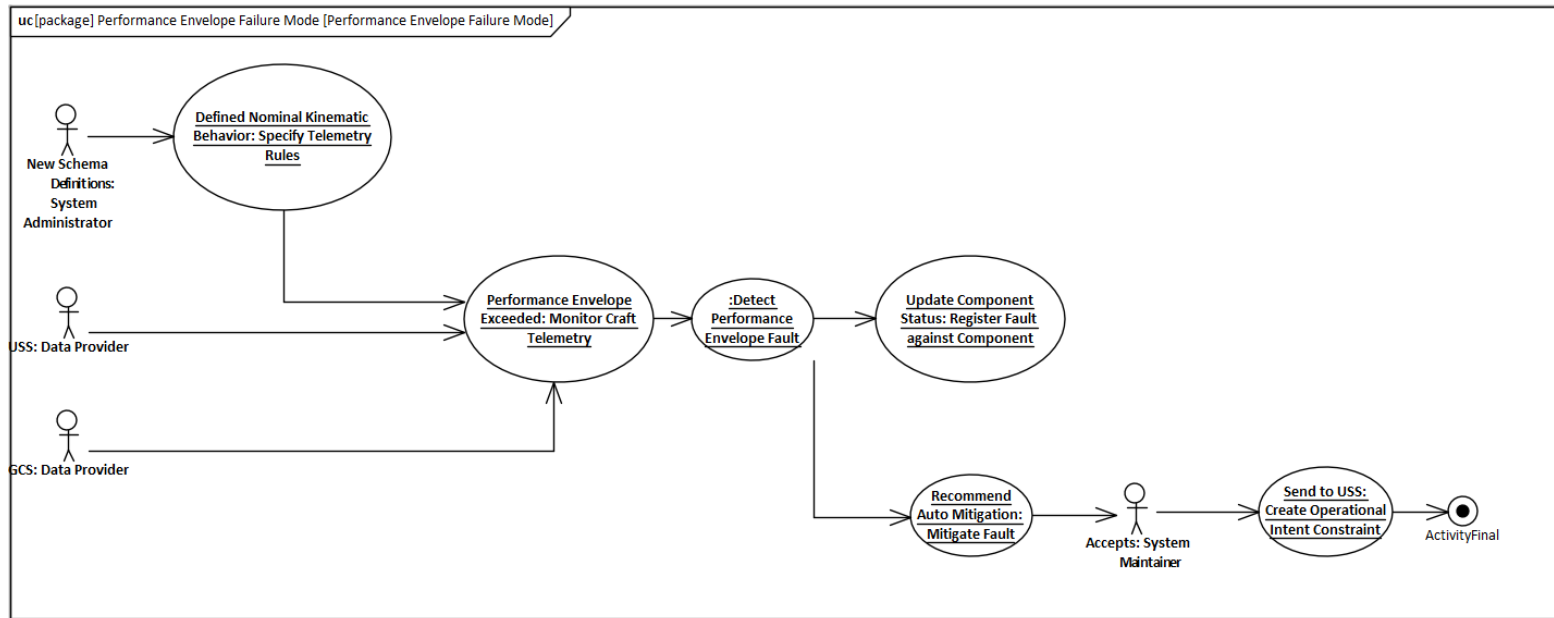 uc [package] Performance Envelope Failure Mode [Performance Envelope Failure Mode]
Defined Nominal Kinematic
Behavior: Specify Telemetry
Rules
New Schema
Definitions:
System
Administrator
Performance Envelope
Exceeded: Monitor Craft
Telemetry
:Detect
Performance
Envelope Fault
Update Component
Status: Register Fault
against Component
USS: Data Provider
GCS: Data Provider
Recommend
Auto Mitigation:
Mitigate Fault
Accepts: System
Maintainer
Send to USS:
Create Operational
Intent Constraint
ActivityFinal